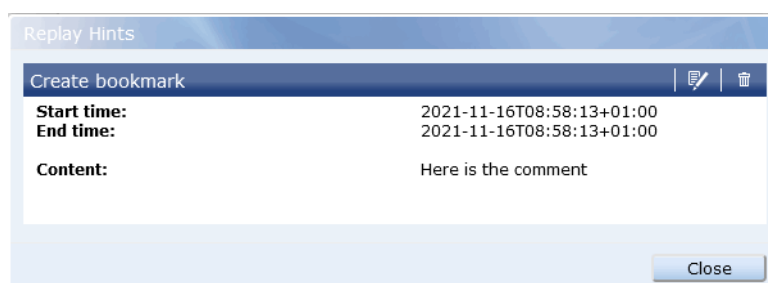 Replay Hints
Create bookmark
Start time: 2021-11-16T08:58:13+01:00
End time: 2021-11-16T08:58:13+01:00
Content: Here is the comment
Close